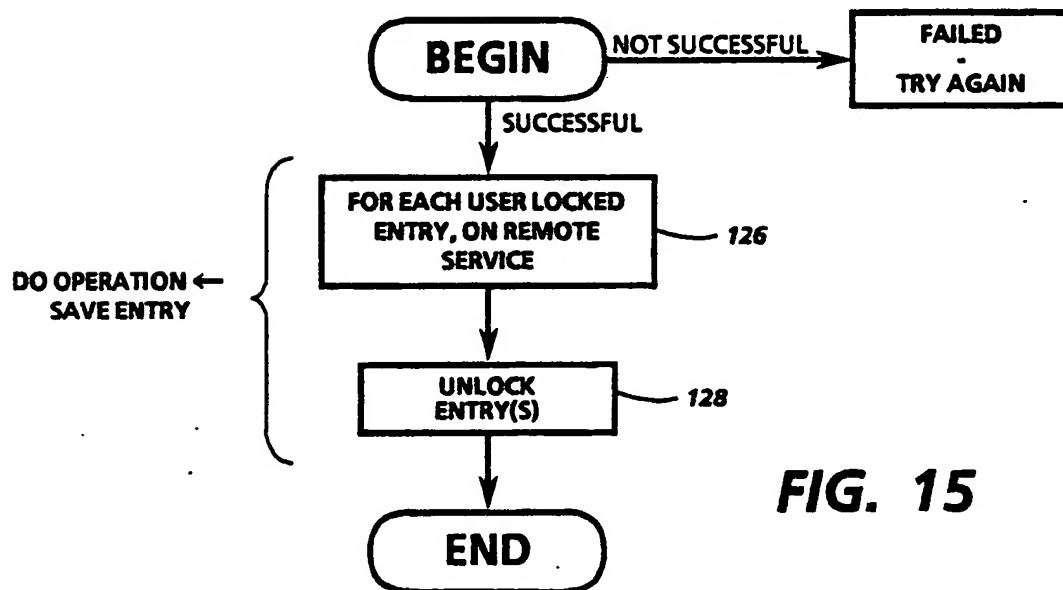 BEGIN
NOT SUCCESSFUL
FAILED
-
TRY AGAIN
SUCCESSFUL
FOR EACH USER LOCKED
ENTRY, ON REMOTE
SERVICE
126
DO OPERATION ←
SAVE ENTRY
UNLOCK
ENTRY(S)
128
END
FIG. 15